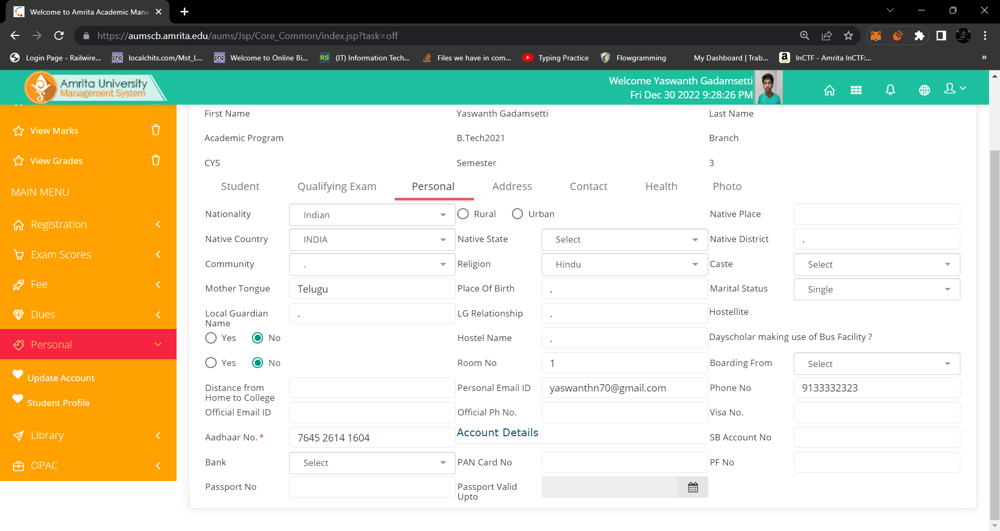 Welcome to Amrita Academic Mana
https://aumscb.amrita.edu/aums/Jsp/Core_Common/index.jsp?task=off
Login Page - Railwire...
php localchits.com/Mst_L...
php Welcome to Online Bi...
RS (IT) Information Tech...
Files we have in com...
Typing Practice
Flowgramming
My Dashboard | Trab...
a InCTF - Amrita InCTF:...
»
Amrita University
Management System
Welcome Yaswanth Gadamsetti
Fri Dec 30 2022 9:28:26 PM
View Marks
View Grades
MAIN MENU
Registration
Exam Scores
Fee
Dues
Personal
Update Account
Student Profile
Library
OPAC
First Name Yaswanth Gadamsetti Last Name
Academic Program B.Tech2021 Branch
CYS Semester 3
Student Qualifying Exam Personal Address Contact Health Photo
Nationality Indian Rural Urban Native Place
Native Country INDIA Native State Select Native District .
Community . Religion Hindu Caste Select
Mother Tongue Telugu Place Of Birth . Marital Status Single
Local Guardian Name . LG Relationship . Hostellite
Yes No Hostel Name . Dayscholar making use of Bus Facility ?
Yes No Room No 1 Boarding From Select
Distance from Home to College Personal Email ID yaswanthn70@gmail.com Phone No 9133332323
Official Email ID Official Ph No. Visa No.
Aadhaar No. * 7645 2614 1604 Account Details SB Account No
Bank Select PAN Card No PF No
Passport No Passport Valid Upto